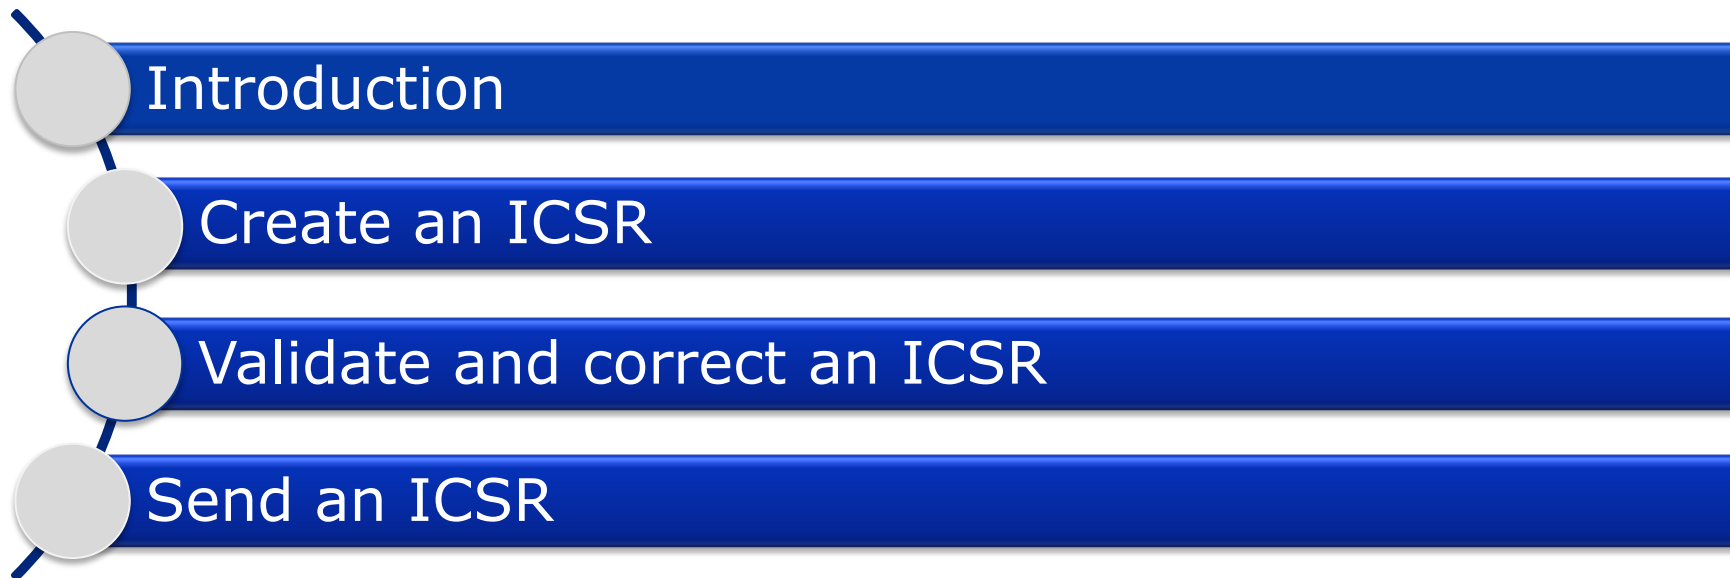 Introduction
Create an ICSR
Validate and correct an ICSR
Send an ICSR